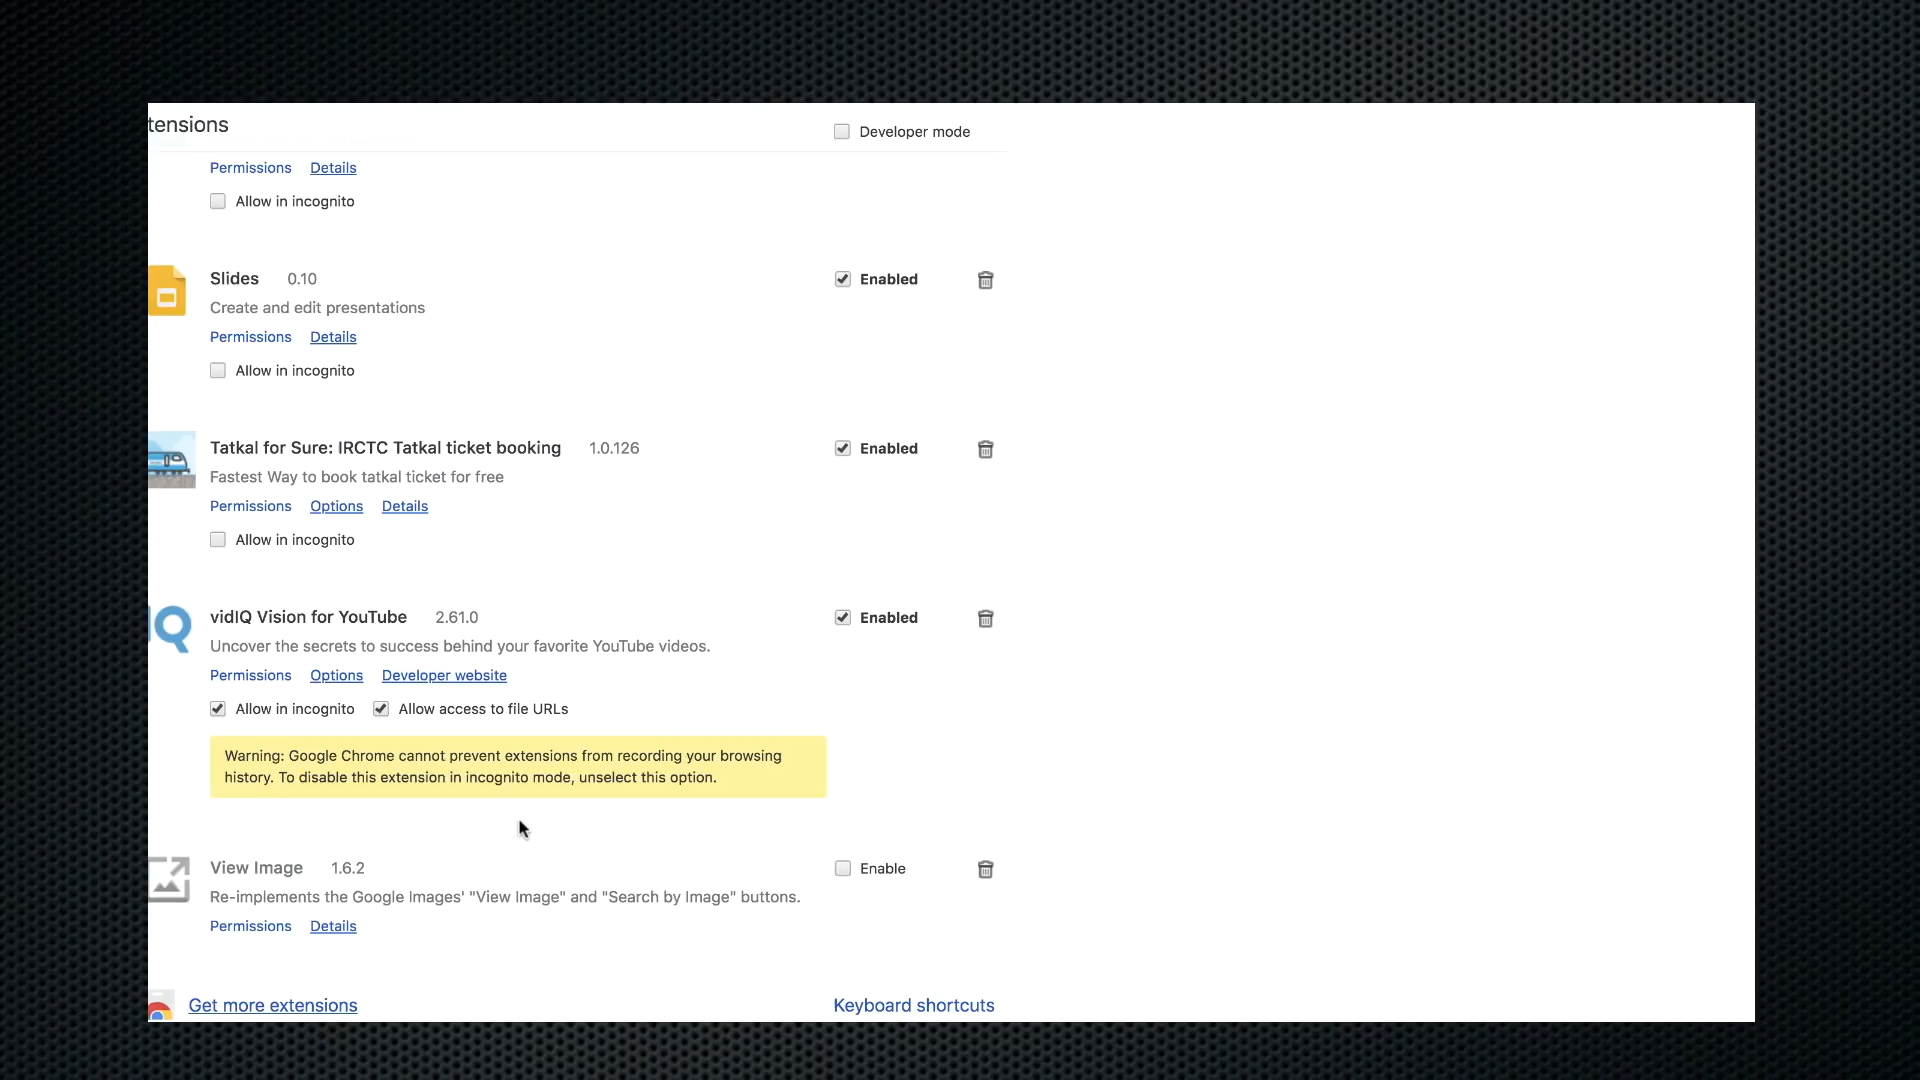 tensions
Developer mode
Permissions Details
Allow in incognito
Slides 0.10
Enabled
Create and edit presentations
Permissions Details
Allow in incognito
Tatkal for Sure: IRCTC Tatkal ticket booking 1.0.126
Enabled
Fastest Way to book tatkal ticket for free
Permissions Options Details
Allow in incognito
IQ
vidIQ Vision for YouTube 2.61.0
Enabled
Uncover the secrets to success behind your favorite YouTube videos.
Permissions Options Developer website
Allow in incognito Allow access to file URLs
Warning: Google Chrome cannot prevent extensions from recording your browsing
history. To disable this extension in incognito mode, unselect this option.
View Image 1.6.2
Enable
Re-implements the Google Images' "View Image" and "Search by Image" buttons.
Permissions Details
Get more extensions
Keyboard shortcuts